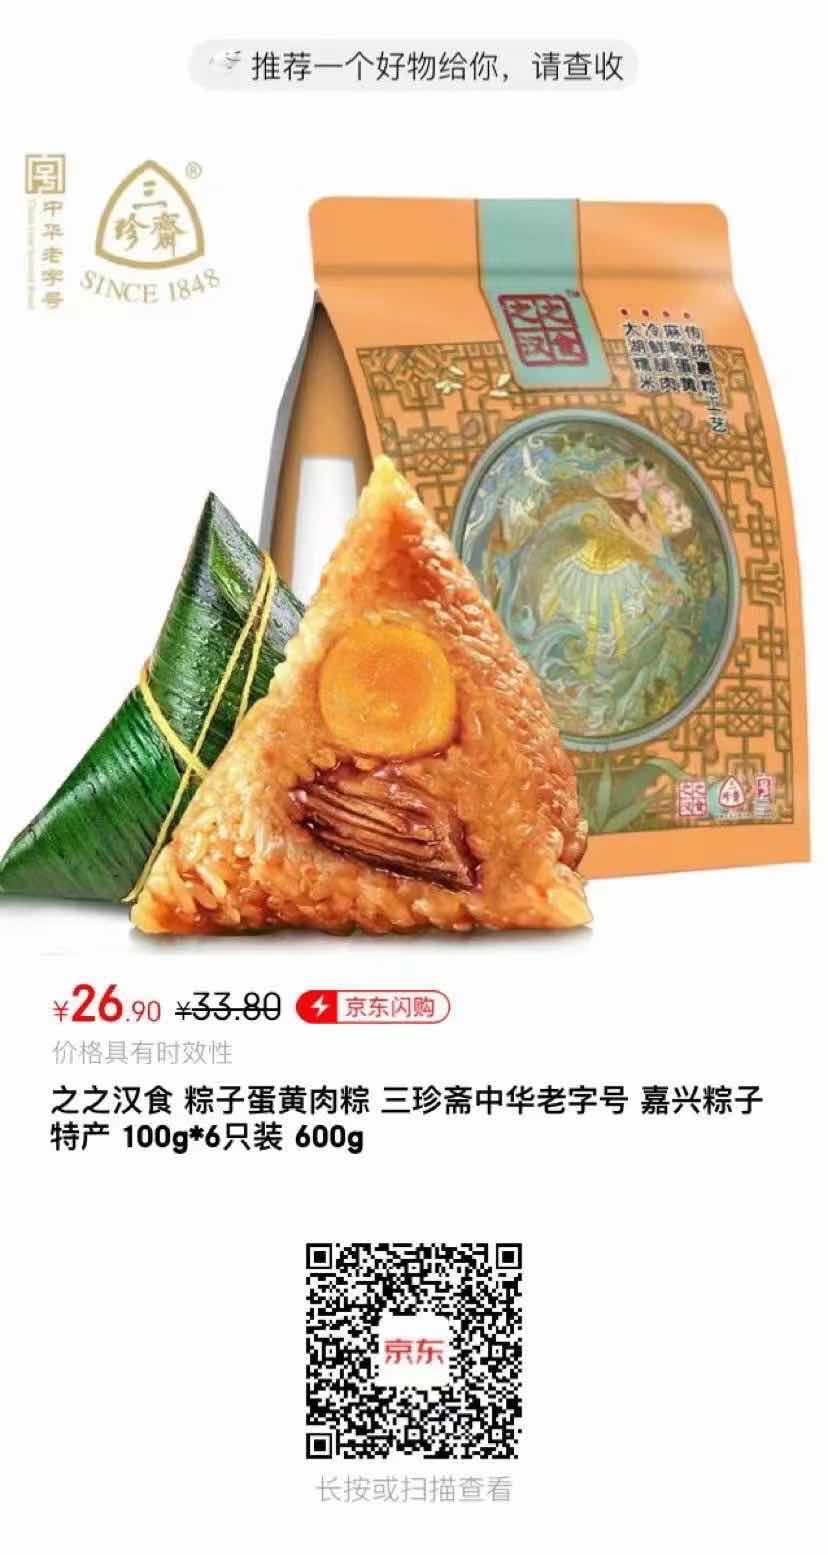 推荐一个好物给你，请查收
号
中华老字号
三
珍齋
®
SINCE 1848
之之
汉食
传统裹粽工艺
麻鸭蛋黄
冷鲜腿肉
太湖糯米
¥26.90 ¥33.80 京东闪购
价格具有时效性
之之汉食 粽子蛋黄肉粽 三珍斋中华老字号 嘉兴粽子
特产 100g*6只装 600g
京东
长按或扫描查看